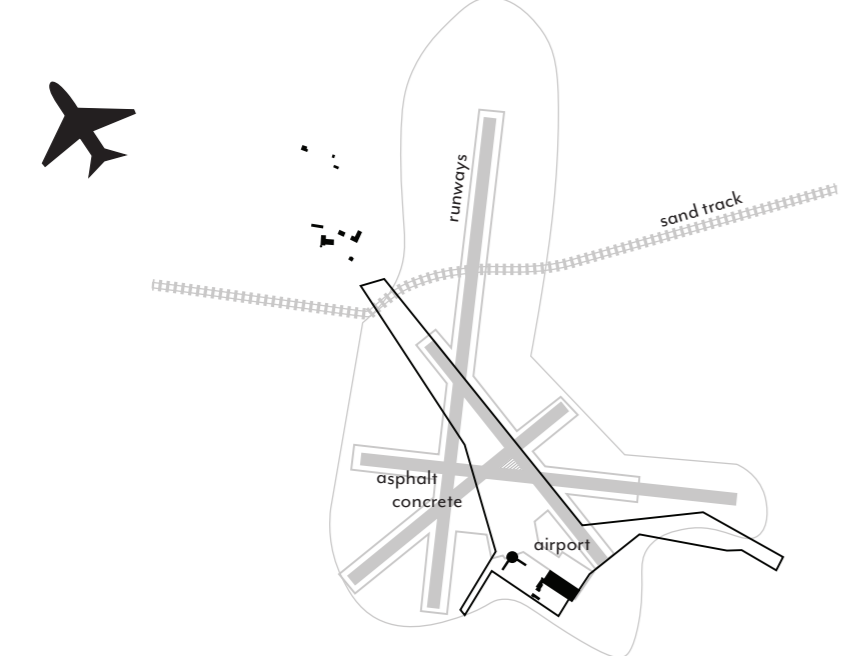 runways
sand track
asphalt
concrete
airport